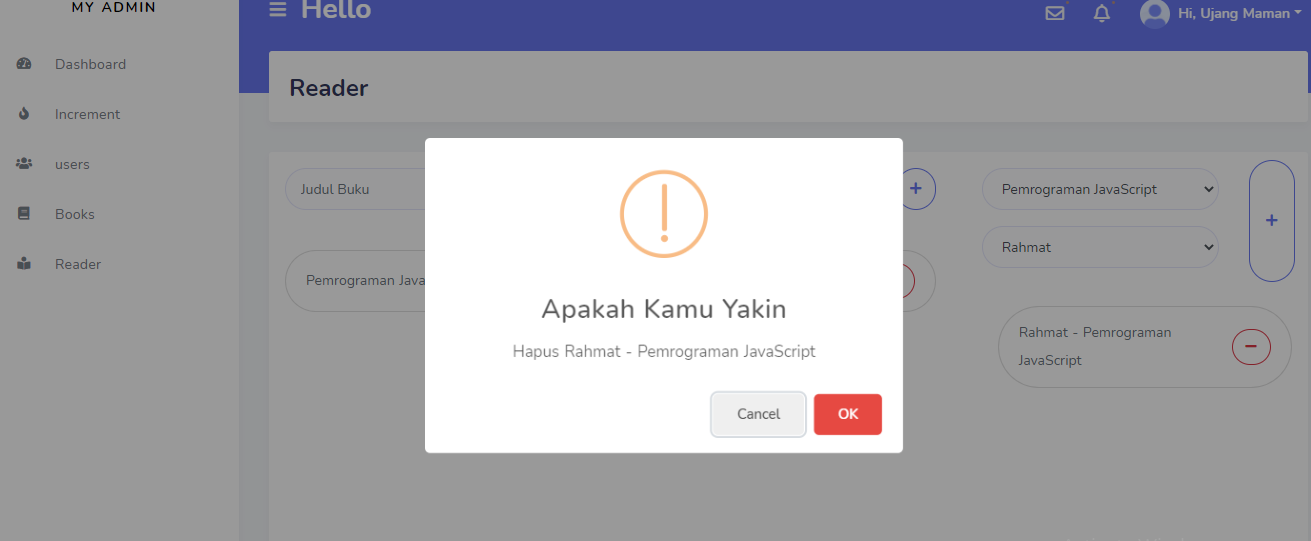 MY ADMIN
Hello
Hi, Ujang Maman
Dashboard
Increment
users
Books
Reader
Reader
Judul Buku
Pemrograman Java
Pemrograman JavaScript
Rahmat
Rahmat - Pemrograman
JavaScript
Apakah Kamu Yakin
Hapus Rahmat - Pemrograman JavaScript
Cancel
OK